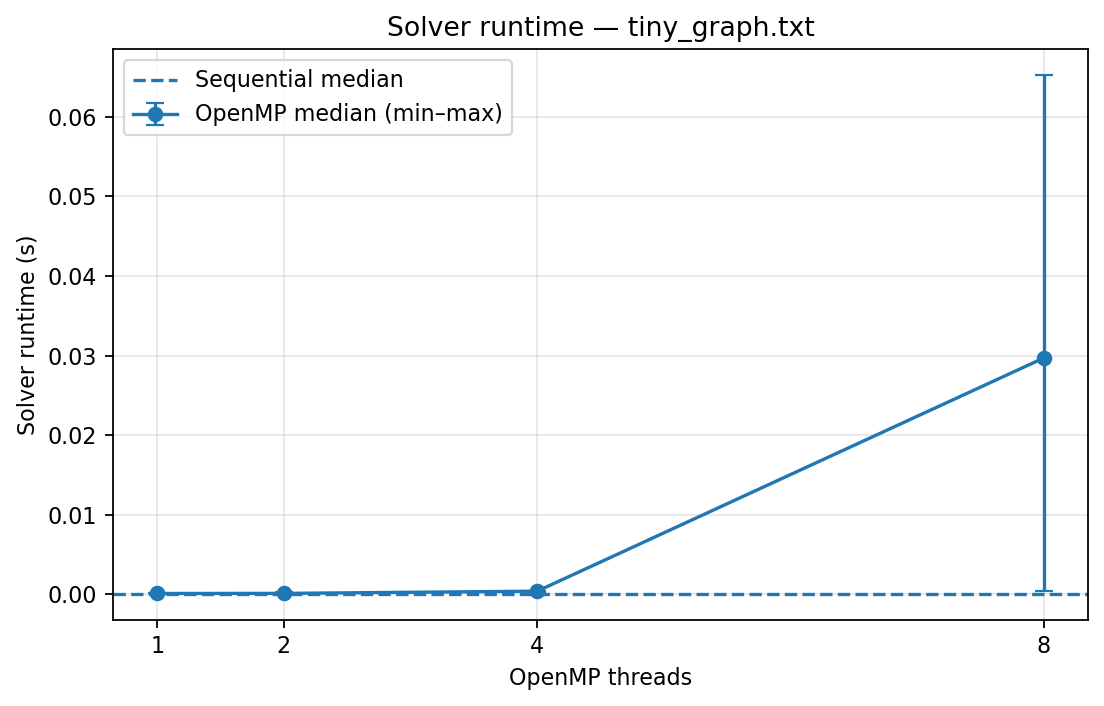 Solver runtime — tiny_graph.txt
Sequential median
OpenMP median (min–max)
Solver runtime (s)
0.06
0.05
0.04
0.03
0.02
0.01
0.00
1 2 4 8
OpenMP threads